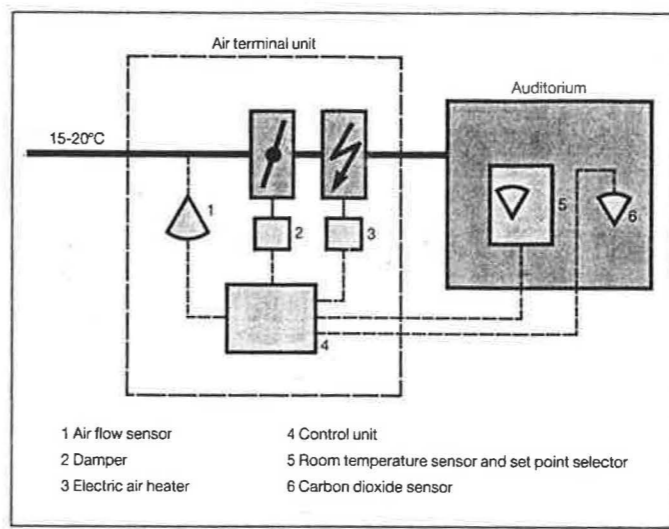 Air terminal unit
Auditorium
15-20°C
1
2
3
4
5
6
1 Air flow sensor
2 Damper
3 Electric air heater
4 Control unit
5 Room temperature sensor and set point selector
6 Carbon dioxide sensor